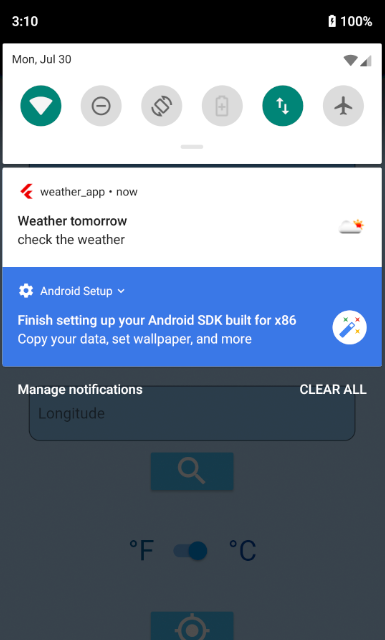 3:10
100%
Mon, Jul 30
weather_app • now
Weather tomorrow
check the weather
Android Setup
Finish setting up your Android SDK built for x86
Copy your data, set wallpaper, and more
Manage notifications
CLEAR ALL
Longitude
°F
°C